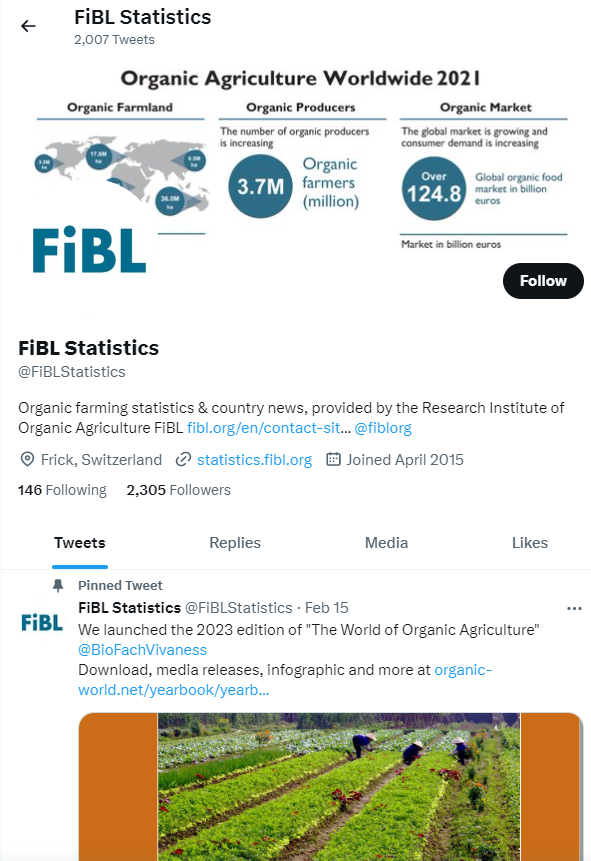 FiBL Statistics
2,007 Tweets
Organic Agriculture Worldwide 2021
Organic Farmland
Organic Producers
Organic Market
The number of organic producers
is increasing
The global market is growing and
consumer demand is increasing
17.8M
ha
36.0M
ha
3.7M
Organic
farmers
(million)
Over
124.8
Global organic food
market in billion
euros
Market in billion euros
FiBL
Follow
FiBL Statistics
@FiBLStatistics
Organic farming statistics & country news, provided by the Research Institute of
Organic Agriculture FiBL fibl.org/en/contact-sit... @fiblorg
Frick, Switzerland statistics.fibl.org Joined April 2015
146 Following 2,305 Followers
Tweets Replies Media Likes
Pinned Tweet
FiBL
FiBL Statistics @FiBLStatistics · Feb 15
We launched the 2023 edition of "The World of Organic Agriculture"
@BioFachVivaness
Download, media releases, infographic and more at organic-
world.net/yearbook/yearb...